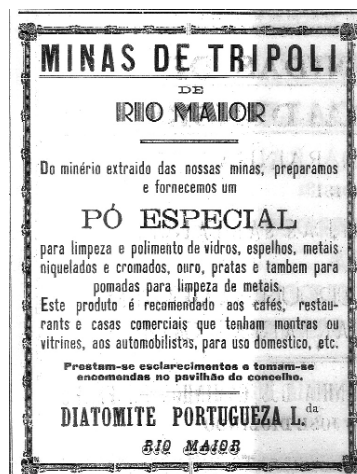 MINAS DE TRIPOLI
DE
RIO MAIOR
Do minério extraido das nossas minas, preparamos
e fornecemos um
PÓ ESPECIAL
para limpeza e polimento de vidros, espelhos, metais
niquelados e cromados, ouro, pratas e tambem para
pomadas para limpeza de metais.
Este produto é recomendado aos cafés, restau-
rants e casas comerciais que tenham montras ou
vitrines, aos automobilistas, para uso domestico, etc.
Prestam-se esclarecimentos e tomam-se
encomendas no pavilhão do concelho.
DIATOMITE PORTUGUEZA L.da
RIO MAIOR